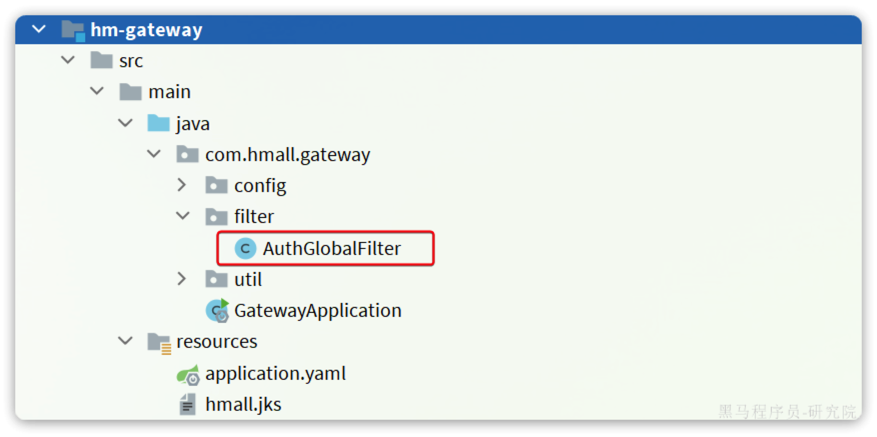 hm-gateway
src
main
java
com.hmall.gateway
config
filter
C AuthGlobalFilter
util
GatewayApplication
resources
application.yaml
hmall.jks
黑马程序员-研究院